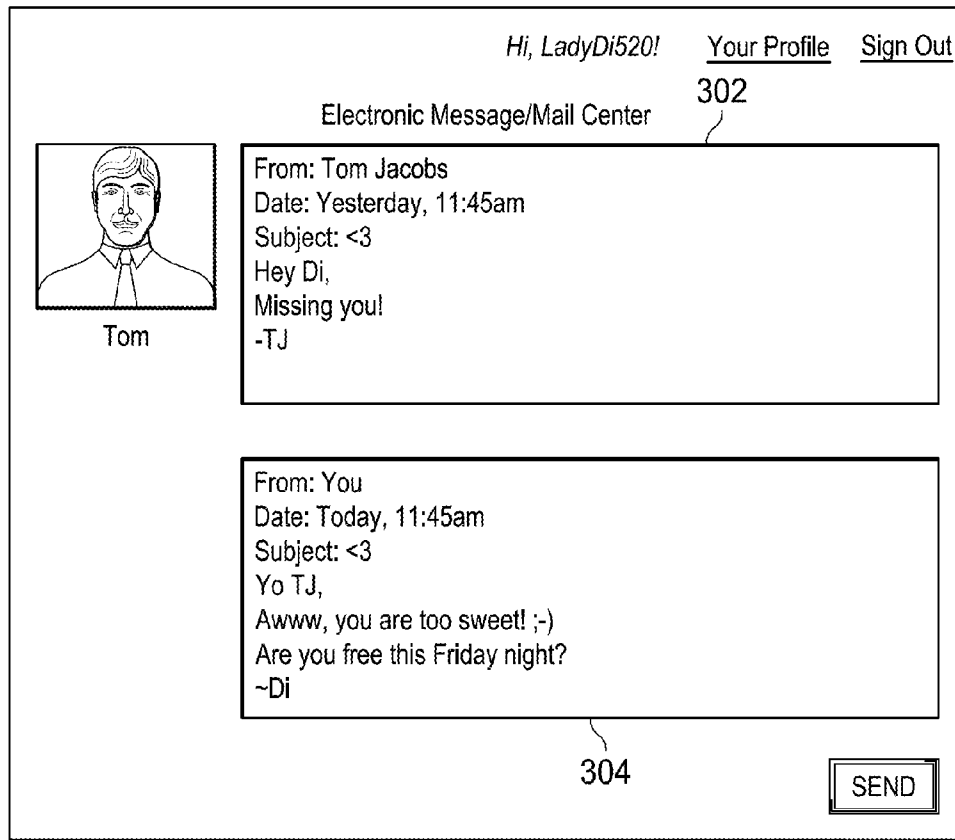 Hi, LadyDi520! Your Profile Sign Out
302
Electronic Message/Mail Center
From: Tom Jacobs
Date: Yesterday, 11:45am
Subject: <3
Hey Di,
Missing you!
-TJ
Tom
From: You
Date: Today, 11:45am
Subject: <3
Yo TJ,
Awww, you are too sweet! ;-)
Are you free this Friday night?
~Di
304
SEND